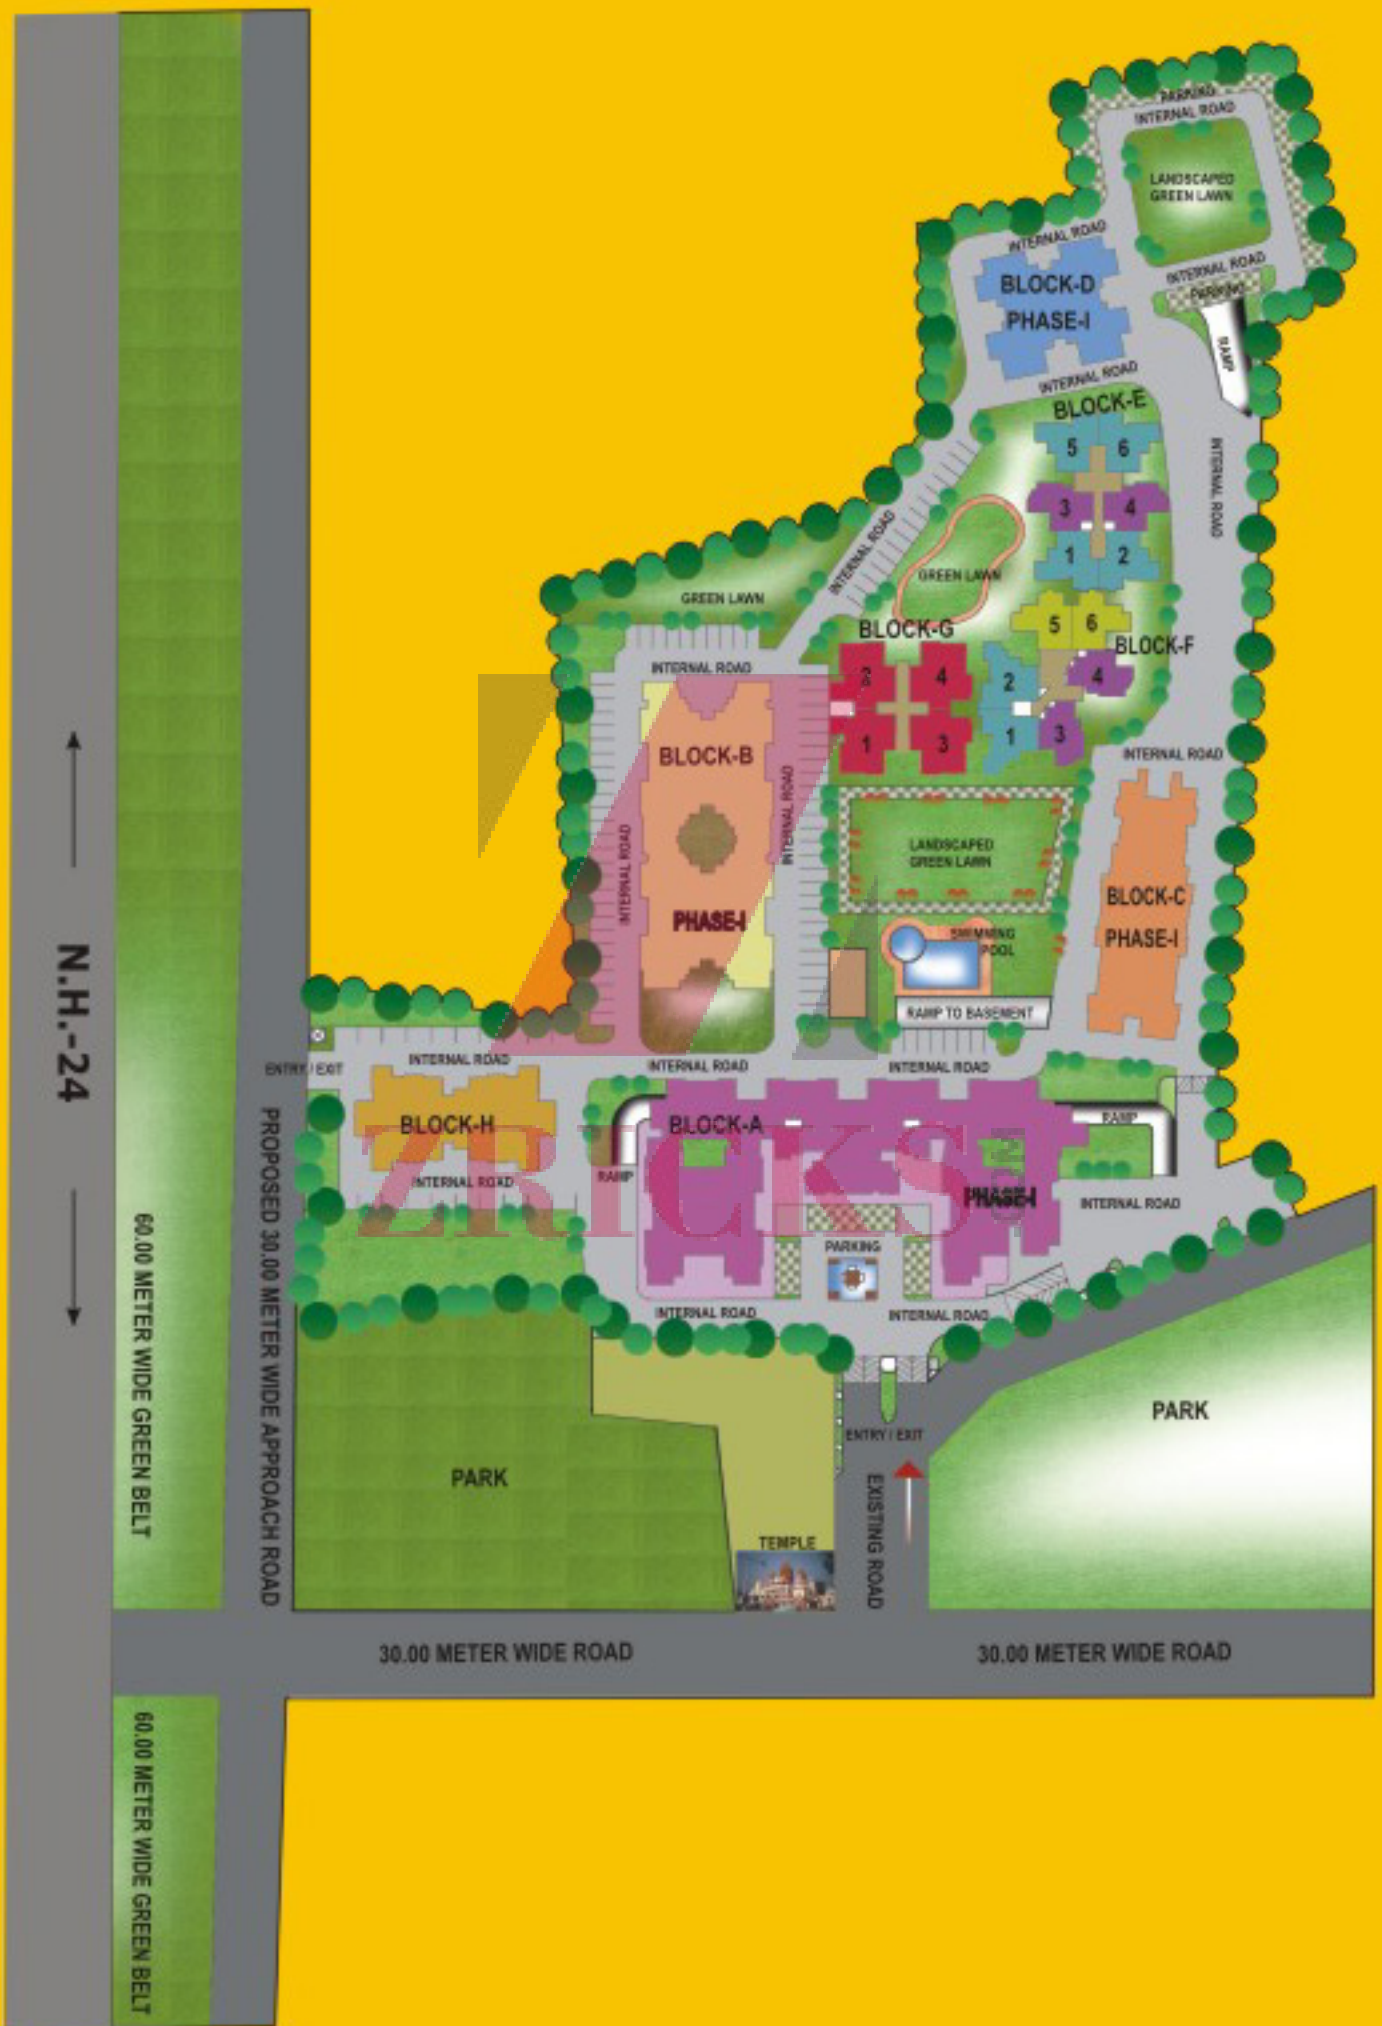 PARKING
INTERNAL ROAD
LANDSCAPED
GREEN LAWN
INTERNAL ROAD
INTERNAL ROAD
PARKING
BLOCK-D
PHASE-I
RAMP
INTERNAL ROAD
BLOCK-E
5 6
INTERNAL ROAD
3 4
INTERNAL ROAD
1 2
GREEN LAWN
GREEN LAWN
5 6
BLOCK-G
BLOCK-F
INTERNAL ROAD
2 4 2 4
1 3 1 3
BLOCK-B
INTERNAL ROAD
INTERNAL ROAD
INTERNAL ROAD
LANDSCAPED
GREEN LAWN
BLOCK-C
PHASE-I
PHASE-I
SWIMMING
POOL
RAMP TO BASEMENT
N.H.-24
ENTRY / EXIT
INTERNAL ROAD
INTERNAL ROAD
INTERNAL ROAD
BLOCK-H
BLOCK-A
RAMP
INTERNAL ROAD
RAMP
PHASE-I
INTERNAL ROAD
ZRICKS
PARKING
INTERNAL ROAD
INTERNAL ROAD
60.00 METER WIDE GREEN BELT
PROPOSED 30.00 METER WIDE APPROACH ROAD
PARK
PARK
ENTRY / EXIT
EXISTING ROAD
TEMPLE
30.00 METER WIDE ROAD
30.00 METER WIDE ROAD
60.00 METER WIDE GREEN BELT